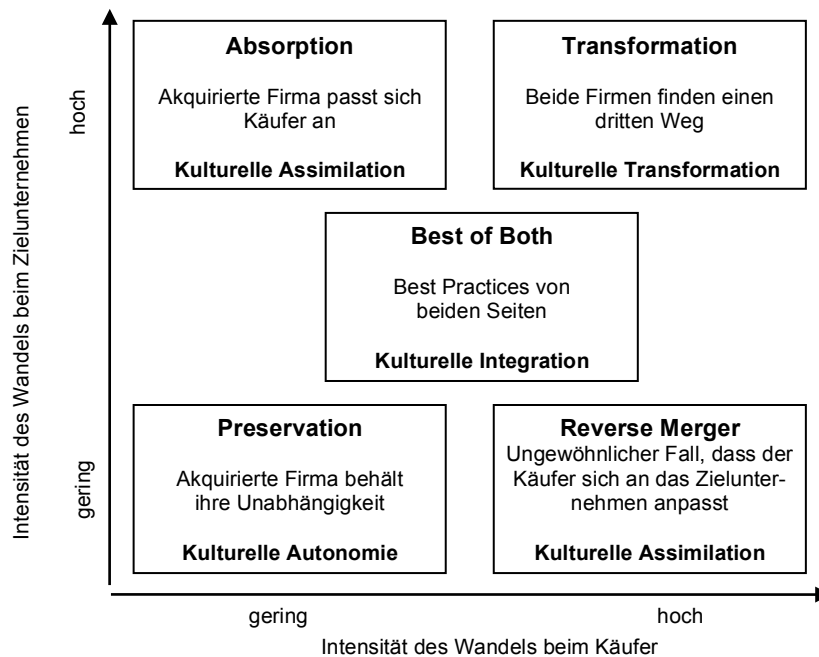 Intensität des Wandels beim Zielunternehmen
hoch
gering
Absorption
Akquirierte Firma passt sich
Käufer an
Kulturelle Assimilation
Transformation
Beide Firmen finden einen
dritten Weg
Kulturelle Transformation
Best of Both
Best Practices von
beiden Seiten
Kulturelle Integration
Preservation
Akquirierte Firma behält
ihre Unabhängigkeit
Kulturelle Autonomie
Reverse Merger
Ungewöhnlicher Fall, dass der
Käufer sich an das Zielunter-
nehmen anpasst
Kulturelle Assimilation
gering
hoch
Intensität des Wandels beim Käufer